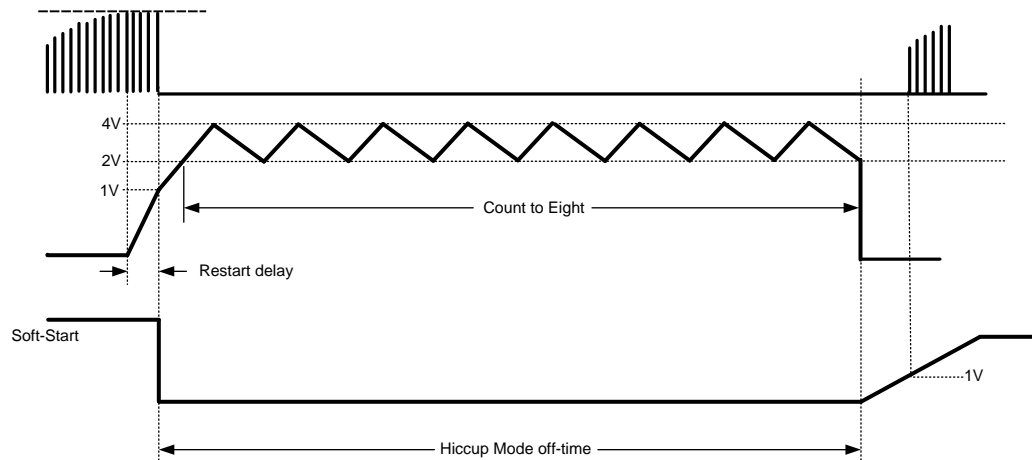 4V
2V
1V
Count to Eight
Restart delay
Soft-Start
1V
Hiccup Mode off-time